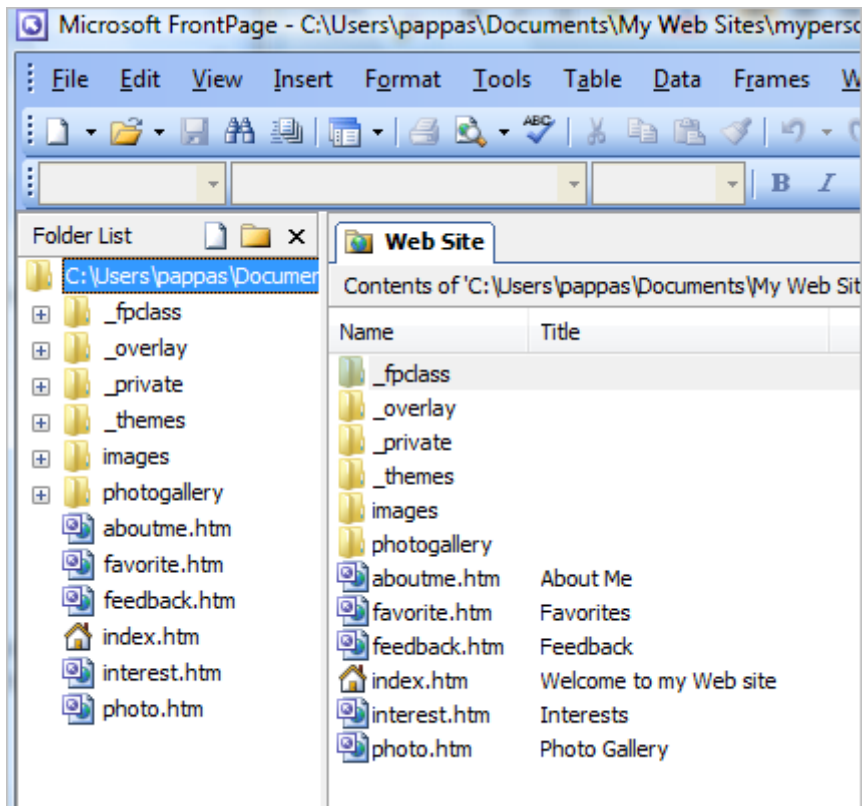 Microsoft FrontPage - C:\Users\pappas\Documents\My Web Sites\myperso
File Edit View Insert Format Tools Table Data Frames W
ABC
B I
Folder List
Web Site
C:\Users\pappas\Documen
Contents of 'C:\Users\pappas\Documents\My Web Sit
Name Title
_fpclass
_overlay
_private
_themes
images
photogallery
aboutme.htm
favorite.htm
feedback.htm
index.htm
interest.htm
photo.htm
_fpclass
_overlay
_private
_themes
images
photogallery
aboutme.htm About Me
favorite.htm Favorites
feedback.htm Feedback
index.htm Welcome to my Web site
interest.htm Interests
photo.htm Photo Gallery